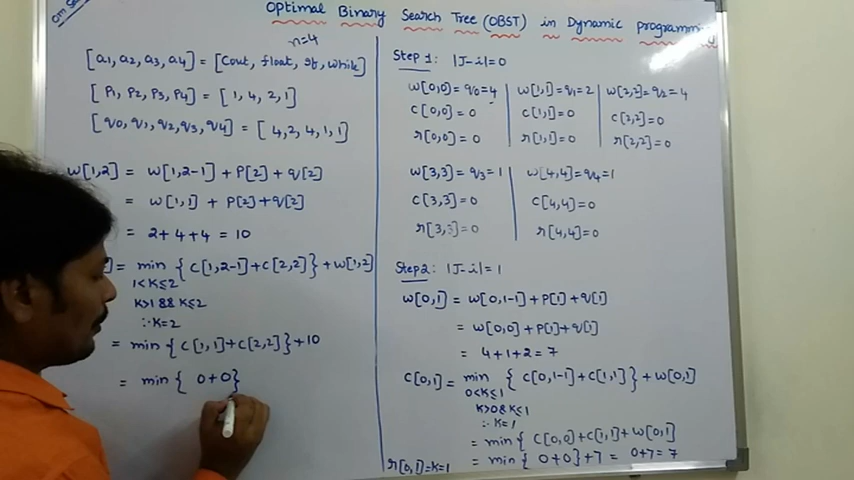 Om Sa
Optimal Binary Search Tree (OBST) in Dynamic programming
n=4
[a1, a2, a3, a4] = [Cout, float, if, while]
[P1, P2, P3, P4] = [1, 4, 2, 1]
[q0, q1, q2, q3, q4] = [4, 2, 4, 1, 1]
w[1,2] = w[1,2-1] + P[2] + q[2]
= w[1,1] + P[2] + q[2]
= 2+4+4 = 10
] = min { C[1,2-1] + C[2,2] } + w[1,2]
1<K≤2
K>1 && K≤2
∴ K=2
= min { C[1,1] + C[2,2] } + 10
= min { 0+0 }
Step 1: |J-i|=0
w[0,0] = q0 = 4
C[0,0] = 0
r[0,0] = 0
w[1,1] = q1 = 2
C[1,1] = 0
r[1,1] = 0
w[2,2] = q2 = 4
C[2,2] = 0
r[2,2] = 0
w[3,3] = q3 = 1
C[3,3] = 0
r[3,3] = 0
w[4,4] = q4 = 1
C[4,4] = 0
r[4,4] = 0
Step 2: |J-i|=1
w[0,1] = w[0,1-1] + P[1] + q[1]
= w[0,0] + P[1] + q[1]
= 4+1+2 = 7
C[0,1] = min { C[0,1-1] + C[1,1] } + w[0,1]
0<K≤1
K>0 & K≤1
∴ K=1
= min { C[0,0] + C[1,1] + w[0,1]
r[0,1] = K=1
= min { 0+0 } + 7 = 0+7 = 7